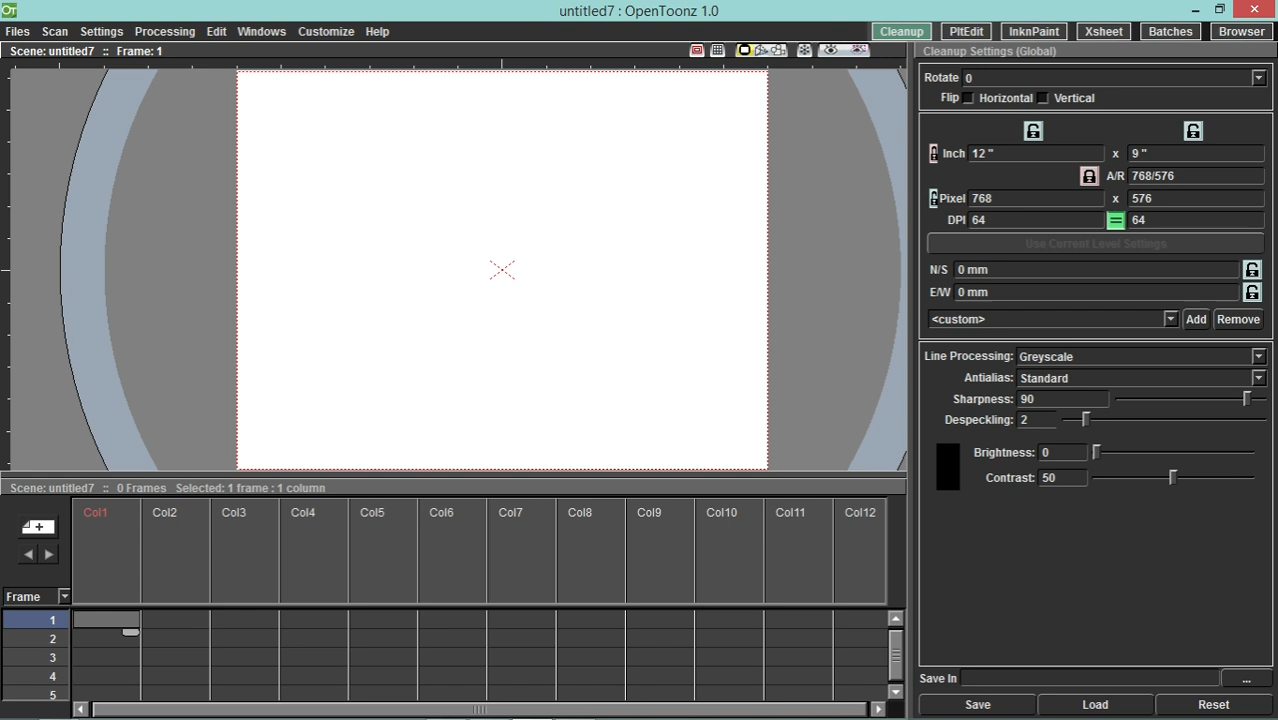 OT untitled7 : OpenToonz 1.0
Files Scan Settings Processing Edit Windows Customize Help Cleanup PltEdit InknPaint Xsheet Batches Browser
Scene: untitled7 :: Frame: 1
Cleanup Settings (Global)
Rotate 0
Flip Horizontal Vertical
Inch 12 " x 9 "
A/R 768/576
Pixel 768 x 576
DPI 64 = 64
Use Current Level Settings
N/S 0 mm
E/W 0 mm
<custom> Add Remove
Line Processing: Greyscale
Antialias: Standard
Sharpness: 90
Despeckling: 2
Brightness: 0
Contrast: 50
Save In ...
Save Load Reset
Scene: untitled7 :: 0 Frames Selected: 1 frame : 1 column
Col1 Col2 Col3 Col4 Col5 Col6 Col7 Col8 Col9 Col10 Col11 Col12
Frame
1
2
3
4
5